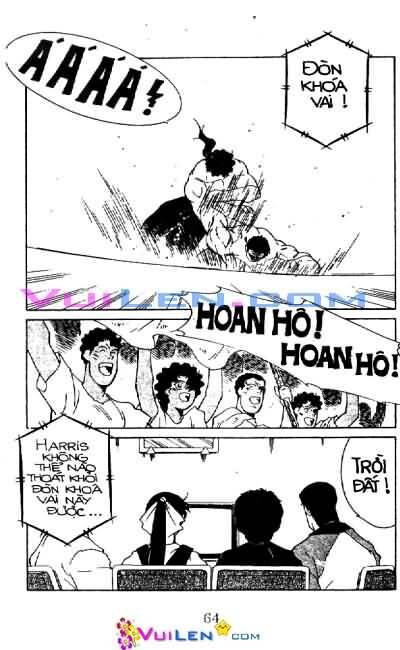 ÁÁÁÁ!
ĐÒN
KHÓA
VAI !
VUILEN.COM
HOAN HÔ!
HOAN HÔ!
HARRIS
KHÔNG
THỂ NÀO
THOÁT KHỎI
ĐÒN KHOÁ
VAI NÀY
ĐƯỢC ...
TRỜI
ĐẤT !
64
VUILEN
.COM